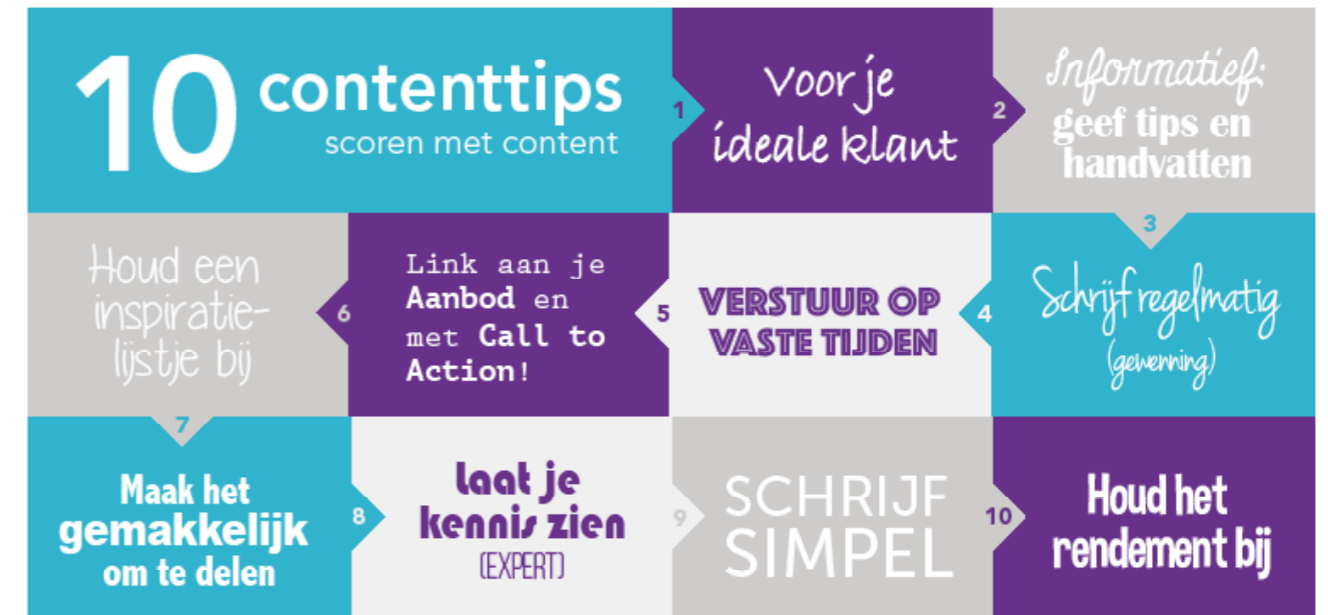 10 contenttips
scoren met content
1
Voor je
ideale klant
2
Informatief:
geef tips en
handvatten
3
Schrijf regelmatig
(gewenning)
4
VERSTUUR OP
VASTE TIJDEN
5
Link aan je
Aanbod en
met Call to
Action!
6
Houd een
inspiratie-
lijstje bij
7
Maak het
gemakkelijk
om te delen
8
Laat je
kennis zien
(EXPERT)
9
SCHRIJF
SIMPEL
10
Houd het
rendement bij